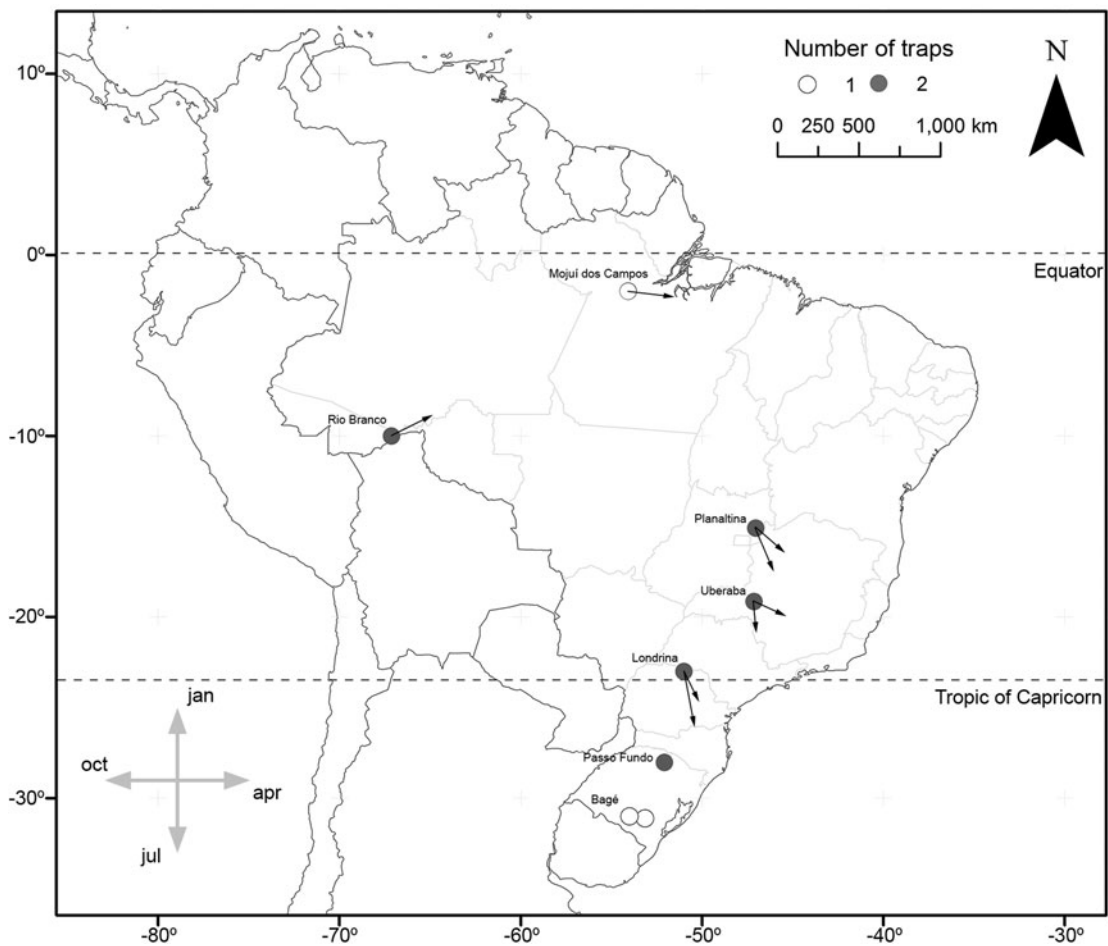 Number of traps
1 2
N
0 250 500 1,000 km
10º
0º
Equator
Mojuí dos Campos
Rio Branco
-10º
Planaltina
Uberaba
-20º
Londrina
Tropic of Capricorn
jan
oct
apr
jul
Passo Fundo
Bagé
-30º
-80º -70º -60º -50º -40º -30º